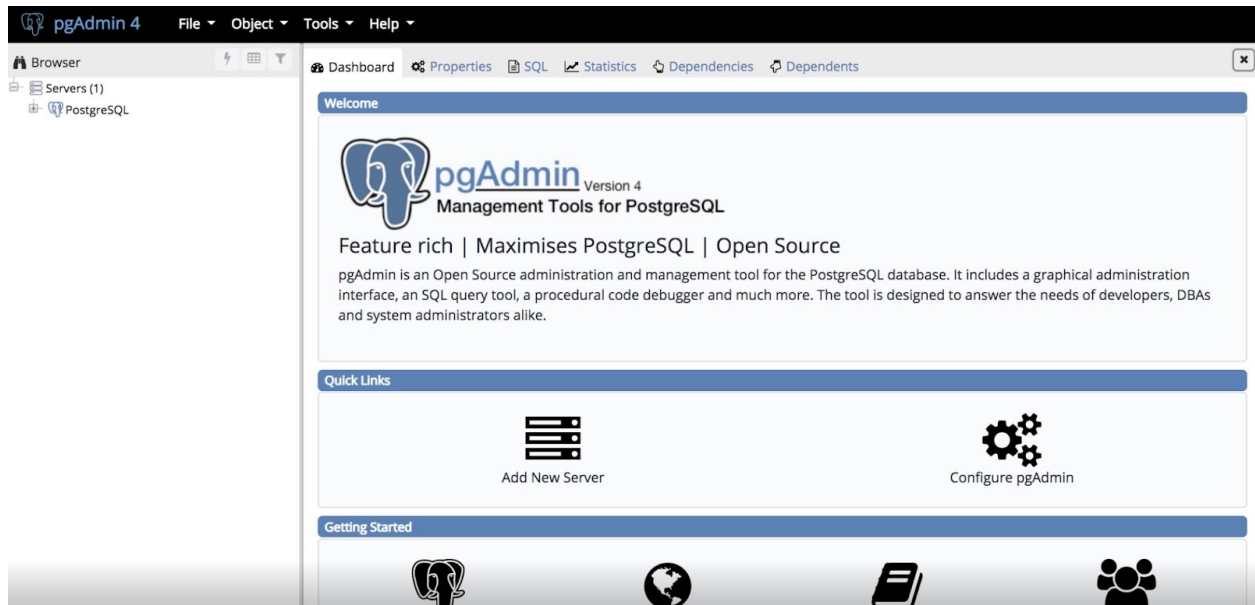 pgAdmin 4 File Object Tools Help
Browser
Servers (1)
PostgreSQL
Dashboard Properties SQL Statistics Dependencies Dependents
Welcome
pgAdmin Version 4
Management Tools for PostgreSQL
Feature rich | Maximises PostgreSQL | Open Source
pgAdmin is an Open Source administration and management tool for the PostgreSQL database. It includes a graphical administration
interface, an SQL query tool, a procedural code debugger and much more. The tool is designed to answer the needs of developers, DBAs
and system administrators alike.
Quick Links
Add New Server Configure pgAdmin
Getting Started